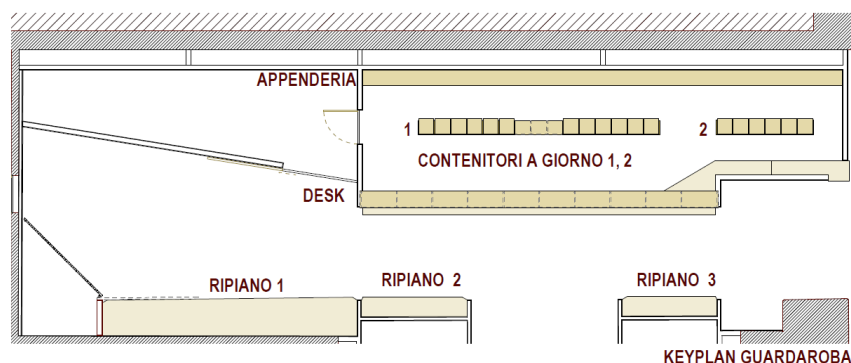 APPENDERIA
1
2
CONTENITORI A GIORNO 1, 2
DESK
RIPIANO 1
RIPIANO 2
RIPIANO 3
KEYPLAN GUARDAROBA